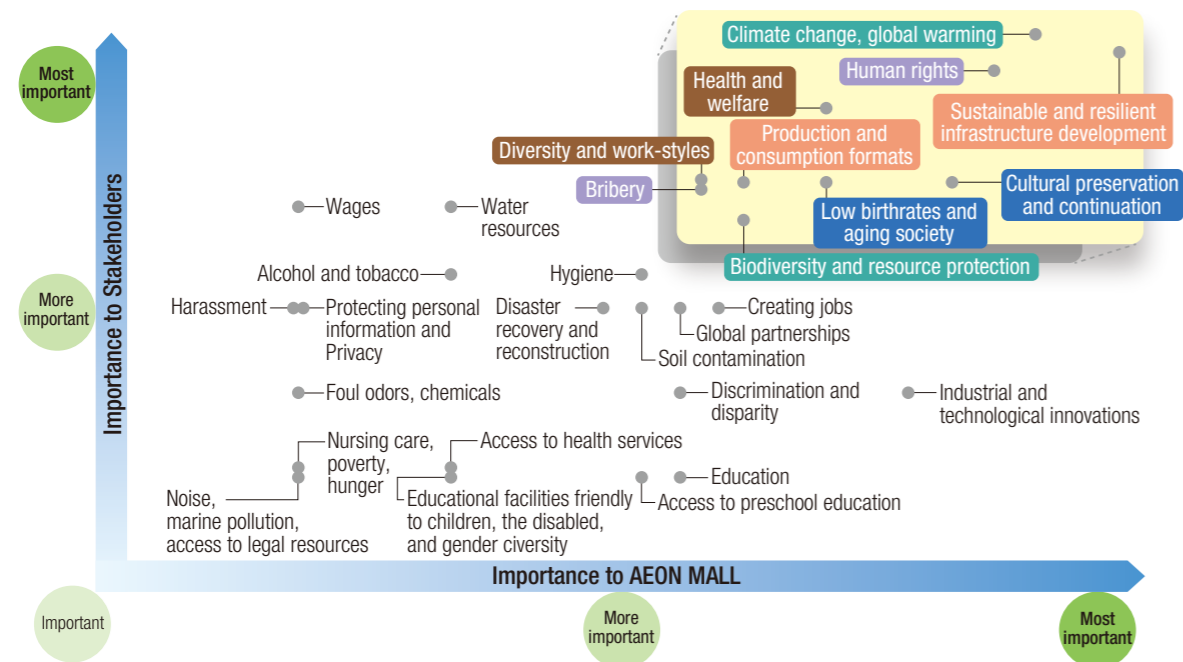 Most
important
Importance to Stakeholders
More
important
Important
Climate change, global warming
Human rights
Health and
welfare
Sustainable and resilient
infrastructure development
Production and
consumption formats
Diversity and work-styles
Bribery
Cultural preservation
and continuation
Low birthrates and
aging society
Biodiversity and resource protection
Wages
Water
resources
Alcohol and tobacco
Hygiene
Harassment
Protecting personal
information and
Privacy
Disaster
recovery and
reconstruction
Creating jobs
Global partnerships
Soil contamination
Foul odors, chemicals
Discrimination and
disparity
Industrial and
technological innovations
Nursing care,
poverty,
hunger
Access to health services
Noise,
marine pollution,
access to legal resources
Educational facilities friendly
to children, the disabled,
and gender civersity
Education
Access to preschool education
Importance to AEON MALL
More
important
Most
important